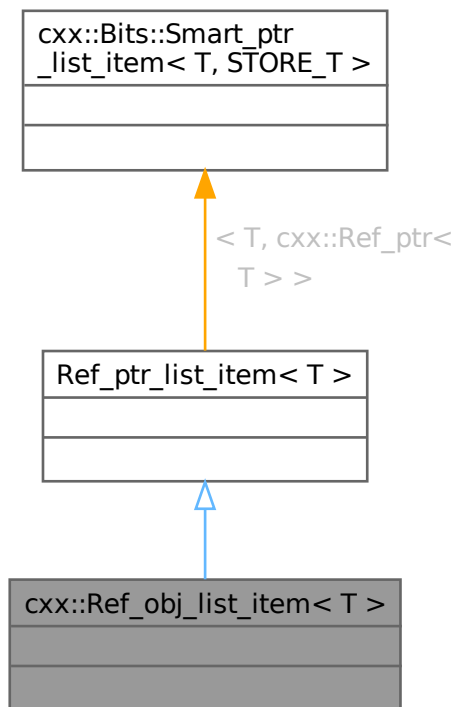 cxx::Bits::Smart_ptr
_list_item< T, STORE_T >
< T, cxx::Ref_ptr<
T > >
Ref_ptr_list_item< T >
cxx::Ref_obj_list_item< T >